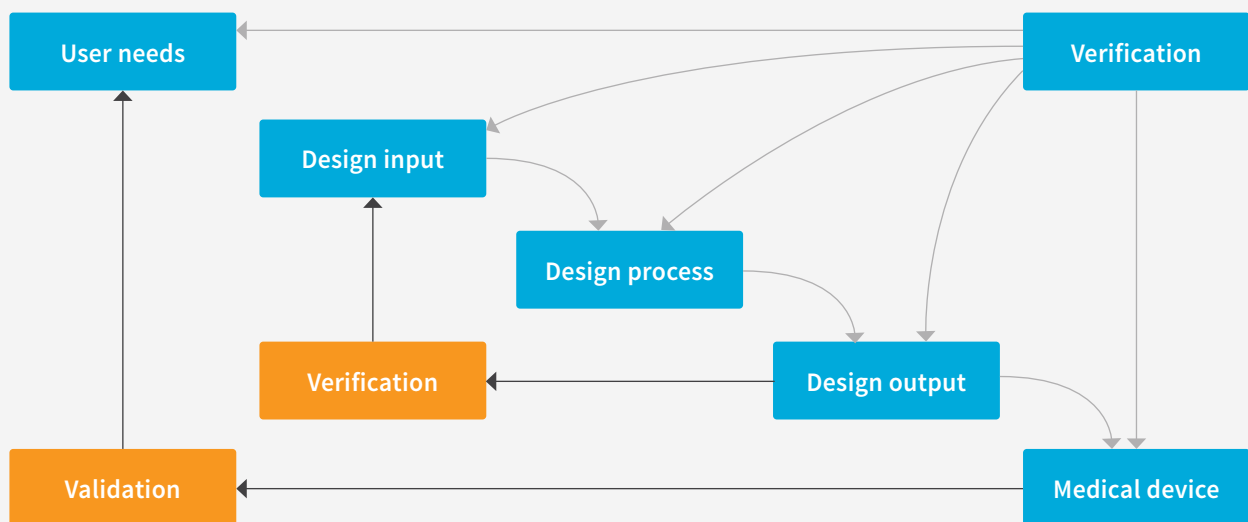 User needs
Verification
Design input
Design process
Verification
Design output
Validation
Medical device